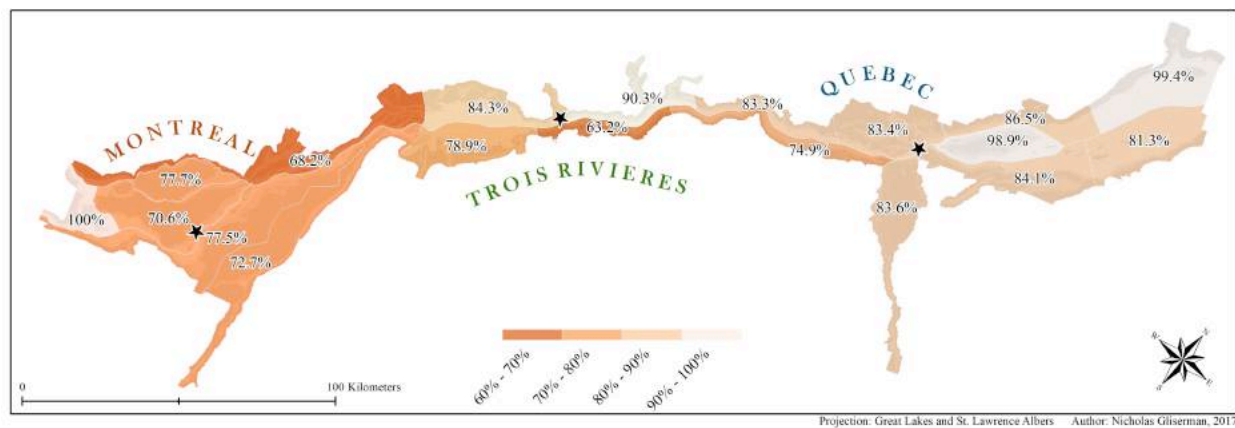 MONTREAL
TROIS RIVIERES
QUEBEC
100%
77.7%
70.6%
77.5%
72.7%
68.2%
84.3%
78.9%
63.2%
90.3%
83.3%
74.9%
83.4%
83.6%
86.5%
98.9%
84.1%
99.4%
81.3%
60% - 70%
70% - 80%
80% - 90%
90% - 100%
0
100 Kilometers
W
N
S
E
Projection: Great Lakes and St. Lawrence Albers Author: Nicholas Gliserman, 2017